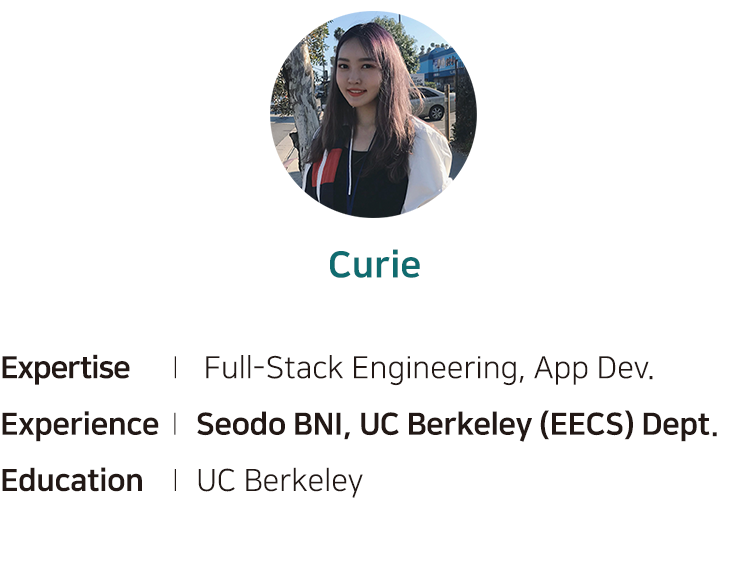 Curie
Expertise | Full-Stack Engineering, App Dev.
Experience | Seodo BNI, UC Berkeley (EECS) Dept.
Education | UC Berkeley